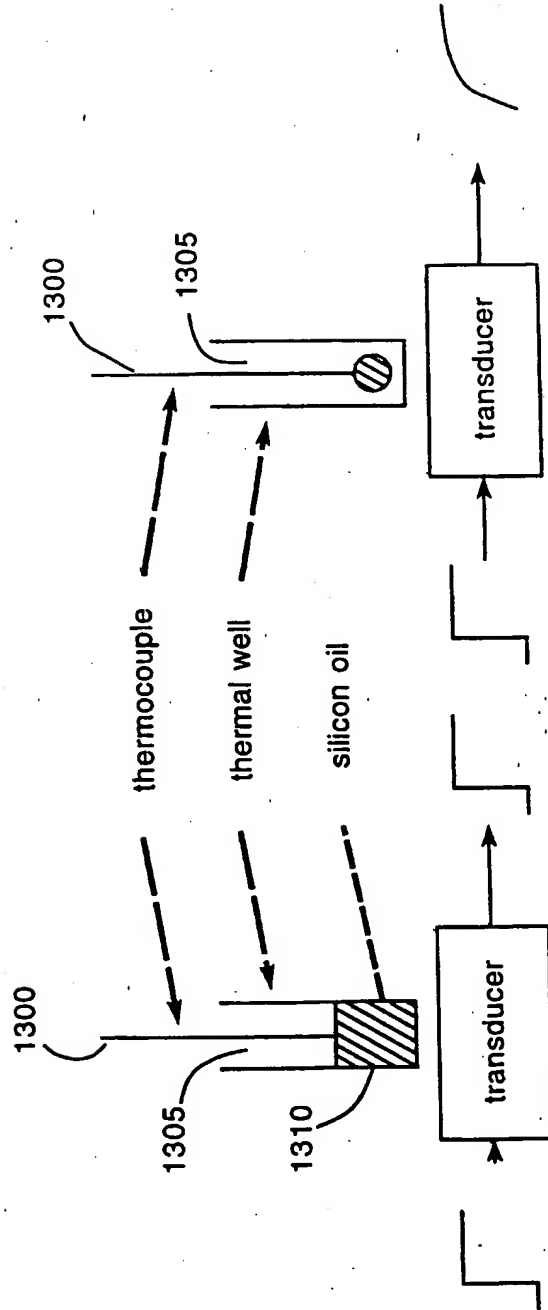 1300
1305
1310
transducer
thermocouple
thermal well
silicon oil
1300
1305
transducer